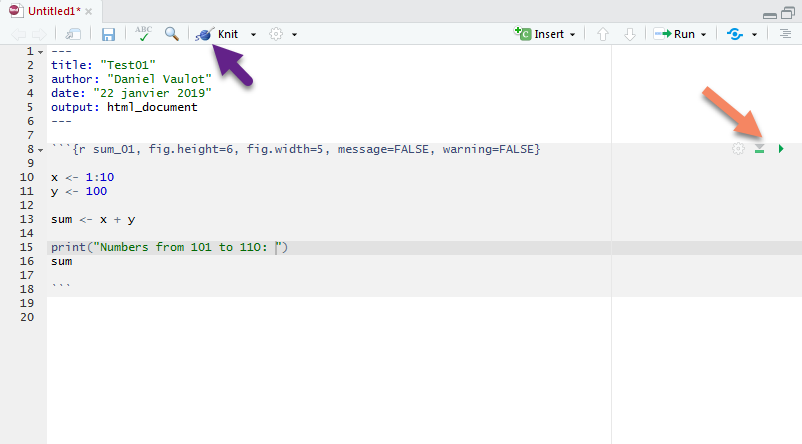 Untitled1*
ABC Knit Insert Run
1 ---
2 title: "Test01"
3 author: "Daniel Vaulot"
4 date: "22 janvier 2019"
5 output: html_document
6 ---
7
8 ```{r sum_01, fig.height=6, fig.width=5, message=FALSE, warning=FALSE}
9
10 x <- 1:10
11 y <- 100
12
13 sum <- x + y
14
15 print("Numbers from 101 to 110: ")
16 sum
17
18 ```
19
20